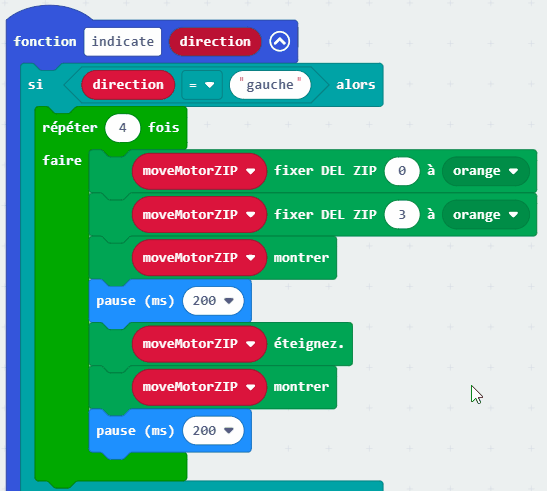 fonction indicate direction
si direction = "gauche" alors
répéter 4 fois
faire moveMotorZIP fixer DEL ZIP 0 à orange
moveMotorZIP fixer DEL ZIP 3 à orange
moveMotorZIP montrer
pause (ms) 200
moveMotorZIP éteignez.
moveMotorZIP montrer
pause (ms) 200